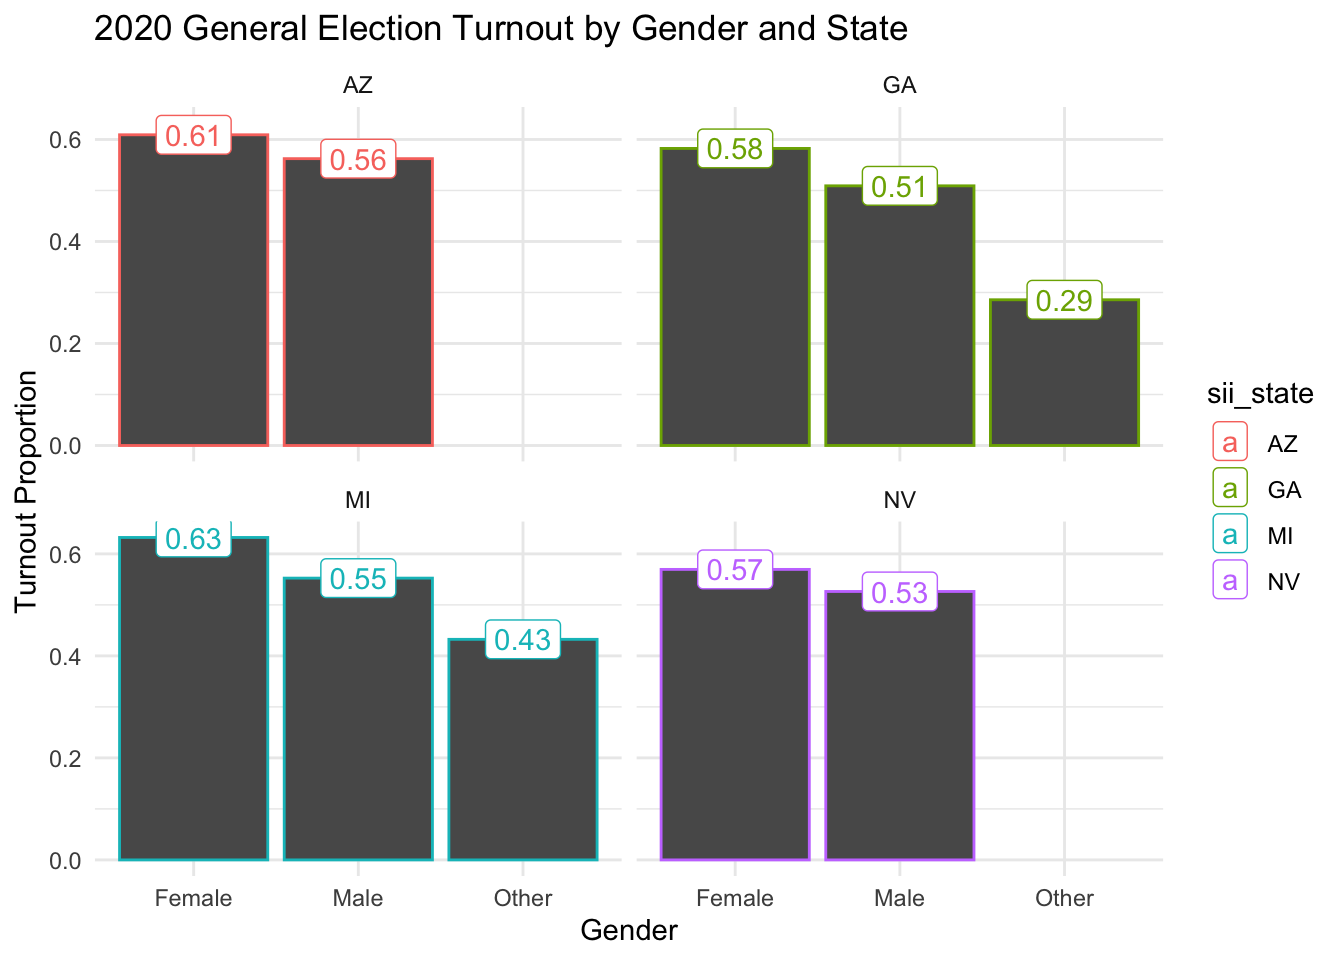 2020 General Election Turnout by Gender and State
AZ
GA
0.6
0.4
0.2
0.0
0.61
0.56
0.58
0.51
0.29
MI
NV
0.6
0.4
0.2
0.0
0.63
0.55
0.43
0.57
0.53
Female
Male
Other
Female
Male
Other
Gender
Turnout Proportion
sii_state
a AZ
a GA
a MI
a NV